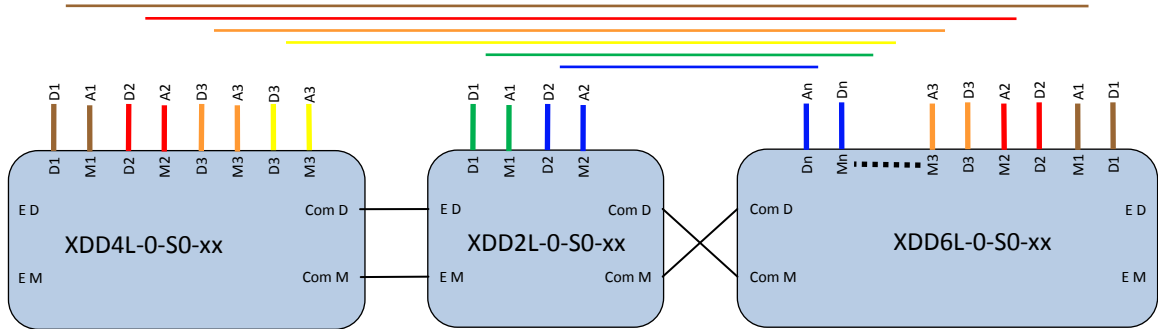 D1 A1 D2 A2 D3 A3 D3 A3
D1 M1 D2 M2 D3 M3 D3 M3
E D
Com D
XDD4L-0-S0-xx
E M
Com M
D1 A1 D2 A2
D1 M1 D2 M2
E D
Com D
XDD2L-0-S0-xx
E M
Com M
An Dn A3 D3 A2 D2 A1 D1
Dn Mn M3 D3 M2 D2 M1 D1
Com D
E D
XDD6L-0-S0-xx
Com M
E M